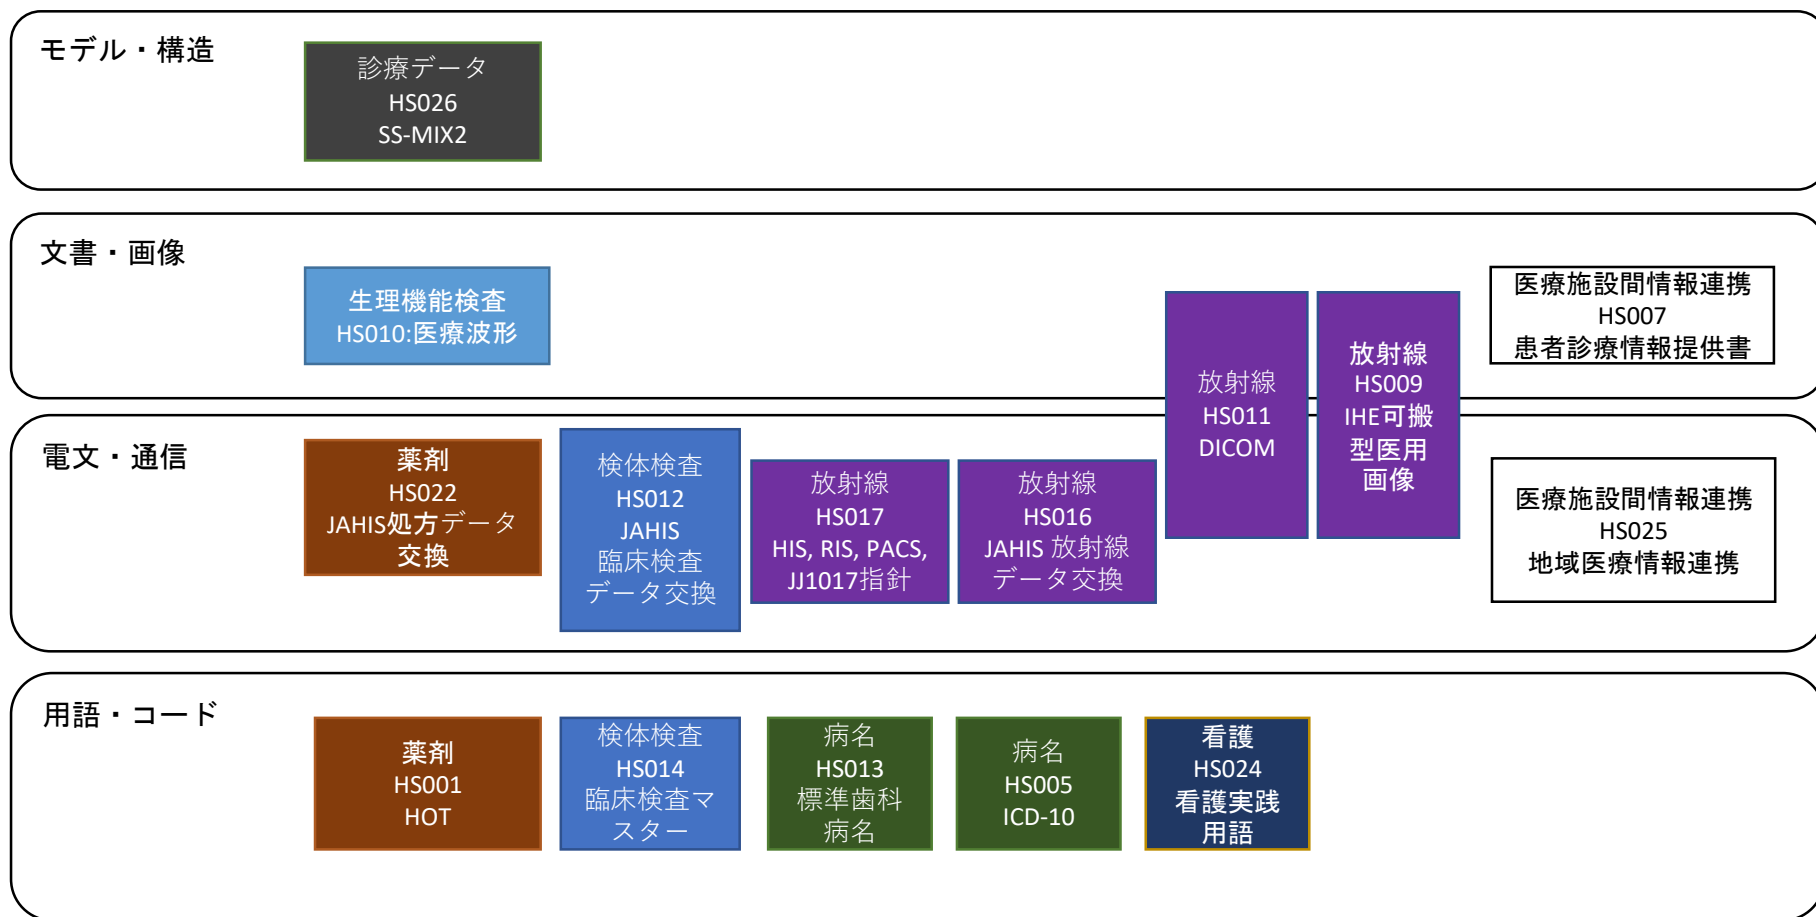 モデル・構造
診療データ
HS026
SS-MIX2
文書・画像
生理機能検査
HS010:医療波形
放射線
HS011
DICOM
放射線
HS009
IHE可搬
型医用
画像
医療施設間情報連携
HS007
患者診療情報提供書
電文・通信
薬剤
HS022
JAHIS処方データ
交換
検体検査
HS012
JAHIS
臨床検査
データ交換
放射線
HS017
HIS, RIS, PACS,
JJ1017指針
放射線
HS016
JAHIS 放射線
データ交換
医療施設間情報連携
HS025
地域医療情報連携
用語・コード
薬剤
HS001
HOT
検体検査
HS014
臨床検査マ
スター
病名
HS013
標準歯科
病名
病名
HS005
ICD-10
看護
HS024
看護実践
用語